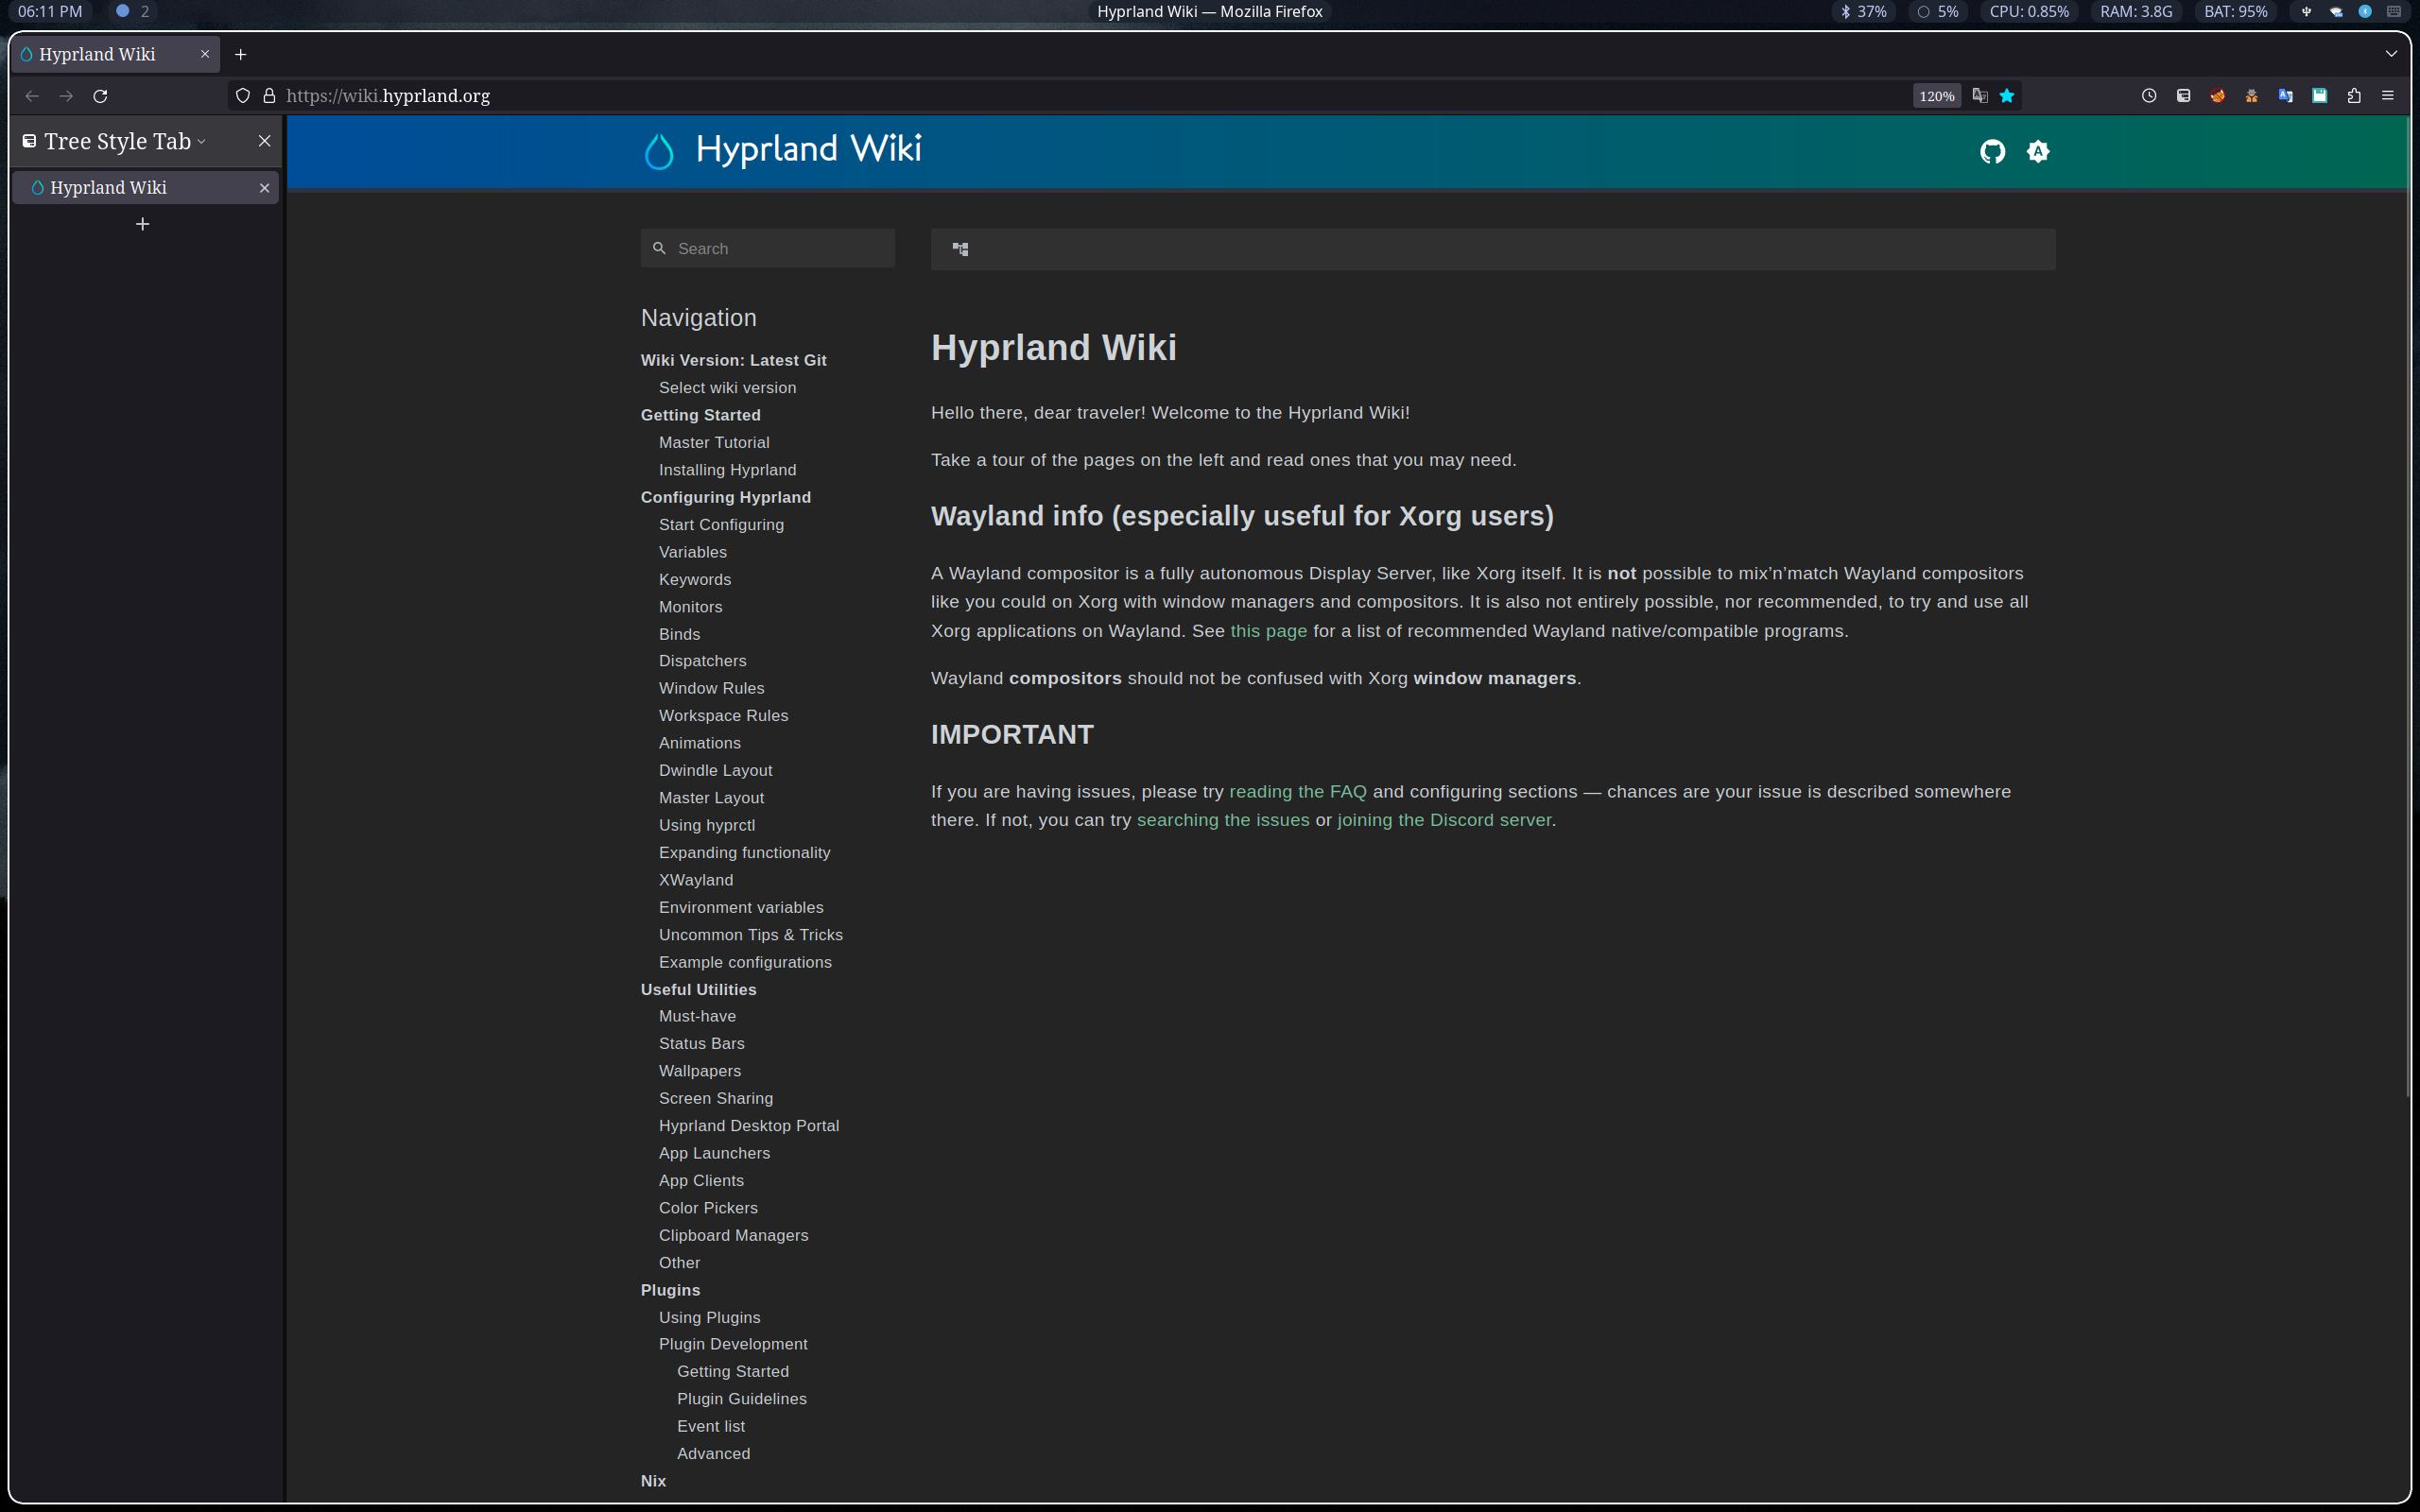 06:11 PM
2
Hyprland Wiki — Mozilla Firefox
37%
5%
CPU: 0.85%
RAM: 3.8G
BAT: 95%
Hyprland Wiki
https://wiki.hyprland.org
120%
Tree Style Tab
Hyprland Wiki
Hyprland Wiki
A
Search
Navigation
Wiki Version: Latest Git
Select wiki version
Getting Started
Master Tutorial
Installing Hyprland
Configuring Hyprland
Start Configuring
Variables
Keywords
Monitors
Binds
Dispatchers
Window Rules
Workspace Rules
Animations
Dwindle Layout
Master Layout
Using hyprctl
Expanding functionality
XWayland
Environment variables
Uncommon Tips & Tricks
Example configurations
Useful Utilities
Must-have
Status Bars
Wallpapers
Screen Sharing
Hyprland Desktop Portal
App Launchers
App Clients
Color Pickers
Clipboard Managers
Other
Plugins
Using Plugins
Plugin Development
Getting Started
Plugin Guidelines
Event list
Advanced
Nix
Hyprland Wiki
Hello there, dear traveler! Welcome to the Hyprland Wiki!
Take a tour of the pages on the left and read ones that you may need.
Wayland info (especially useful for Xorg users)
A Wayland compositor is a fully autonomous Display Server, like Xorg itself. It is not possible to mix’n’match Wayland compositors
like you could on Xorg with window managers and compositors. It is also not entirely possible, nor recommended, to try and use all
Xorg applications on Wayland. See this page for a list of recommended Wayland native/compatible programs.
Wayland compositors should not be confused with Xorg window managers.
IMPORTANT
If you are having issues, please try reading the FAQ and configuring sections — chances are your issue is described somewhere
there. If not, you can try searching the issues or joining the Discord server.